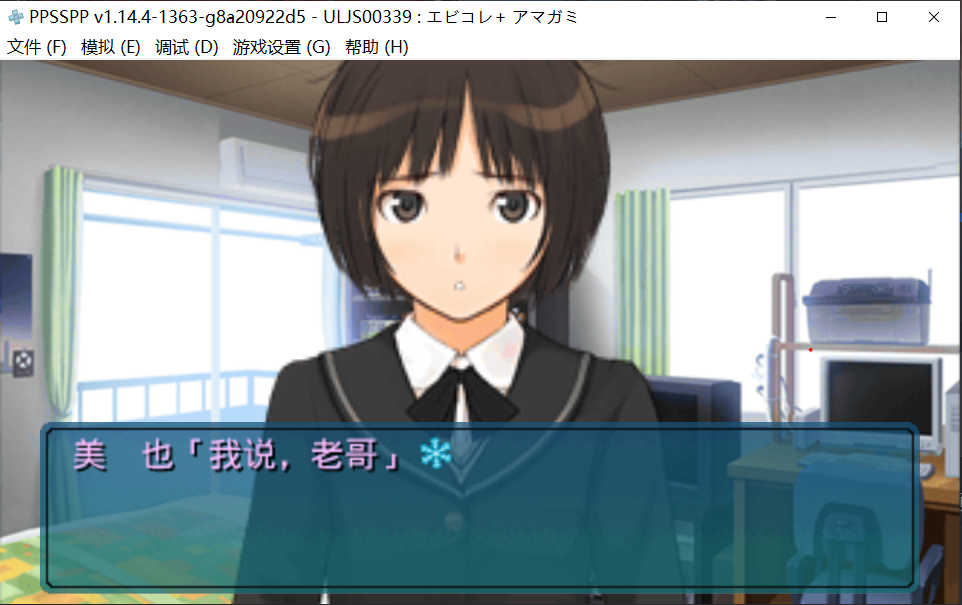 PPSSPP v1.14.4-1363-g8a20922d5 - ULJS00339 : エビコレ+ アマガミ
文件 (F) 模拟 (E) 调试 (D) 游戏设置 (G) 帮助 (H)
美　也「我说，老哥」